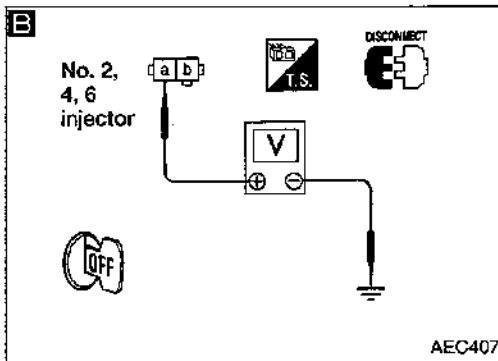 B
DISCONNECT
No. 2,
4, 6
injector
a b
T.S.
V
⊕ ⊖
OFF
AEC407